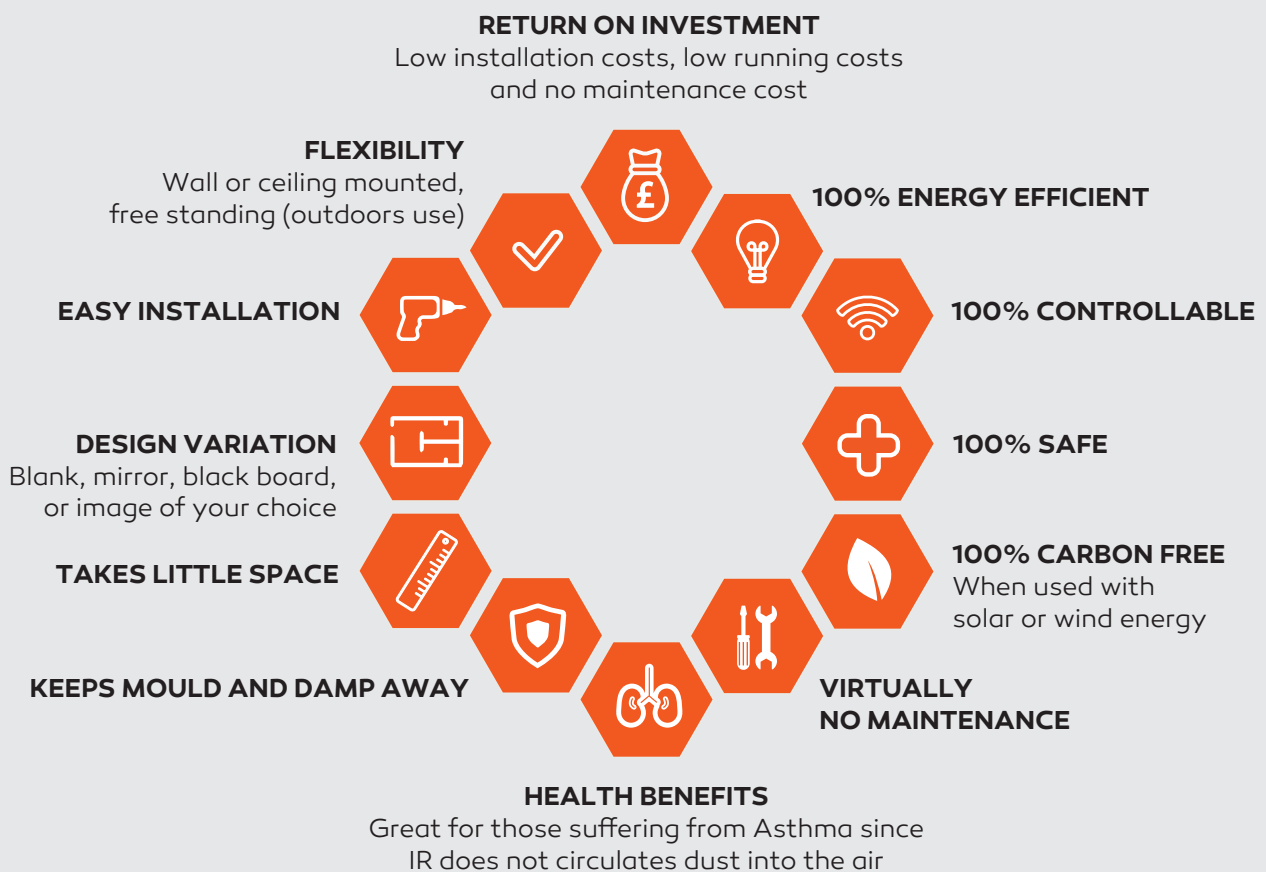 RETURN ON INVESTMENT
Low installation costs, low running costs
and no maintenance cost
FLEXIBILITY
Wall or ceiling mounted,
free standing (outdoors use)
£
100% ENERGY EFFICIENT
EASY INSTALLATION
100% CONTROLLABLE
DESIGN VARIATION
Blank, mirror, black board,
or image of your choice
100% SAFE
TAKES LITTLE SPACE
100% CARBON FREE
When used with
solar or wind energy
KEEPS MOULD AND DAMP AWAY
VIRTUALLY
NO MAINTENANCE
HEALTH BENEFITS
Great for those suffering from Asthma since
IR does not circulates dust into the air